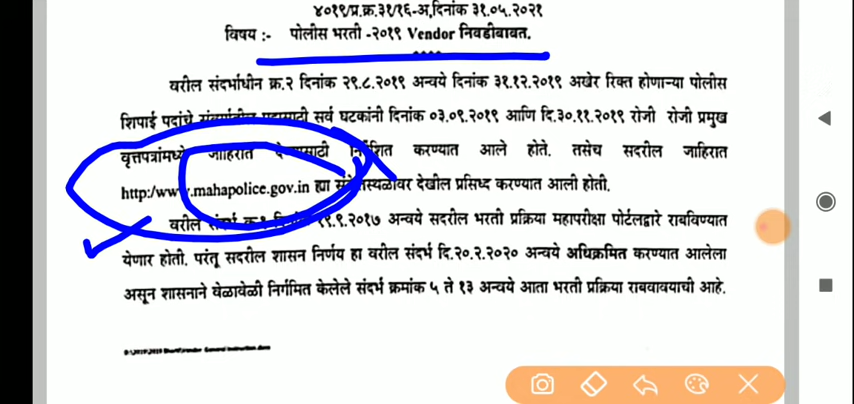 ४०१९/प्र.क्र.३१/१६-अ,दिनांक ३१.०५.२०२१
विषय :- पोलीस भरती -२०१९ Vendor निवडीबाबत.
वरील संदर्भाधीन क्र.२ दिनांक २९.८.२०१९ अन्वये दिनांक ३१.१२.२०१९ अखेर रिक्त होणाऱ्या पोलीस
शिपाई पदांचे सर्व घटकांनी दिनांक ०३.०९.२०१९ आणि दि.३०.११.२०१९ रोजी रोजी प्रमुख
वृत्तपत्रांमध्ये जाहिरात निर्देशित करण्यात आले होते. तसेच सदरील जाहिरात
http:/www.mahapolice.gov.in ह्या देखील प्रसिध्द करण्यात आली होती.
वरील संदर्भ क्र.१ दिनांक १९.९.२०१७ अन्वये सदरील भरती प्रक्रिया महापरीक्षा पोर्टलद्वारे राबविण्यात
येणार होती. परंतू सदरील शासन निर्णय हा वरील संदर्भ दि.२०.२.२०२० अन्वये अधिक्रमित करण्यात आलेला
असून शासनाने वेळावेळी निर्गमित केलेले संदर्भ क्रमांक ५ ते १३ अन्वये आता भरती प्रक्रिया राबवावयाची आहे.